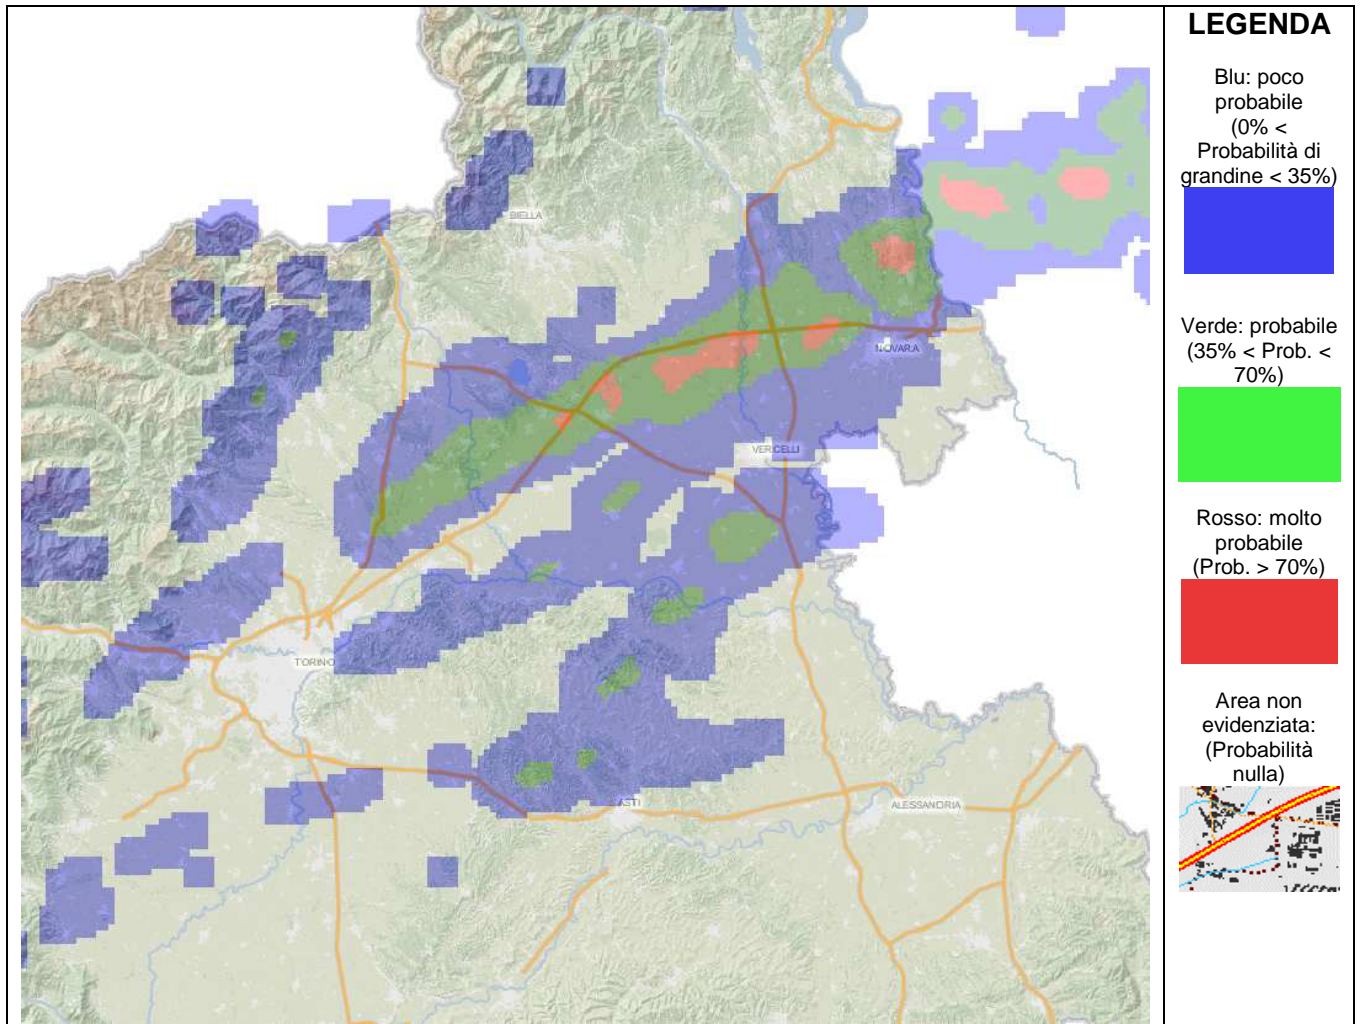 LEGENDA
Blu: poco
probabile
(0% <
Probabilità di
grandine < 35%)
Verde: probabile
(35% < Prob. <
70%)
Rosso: molto
probabile
(Prob. > 70%)
Area non
evidenziata:
(Probabilità
nulla)
BIELLA
NOVARA
VERCELLI
TORINO
ASTI
ALESSANDRIA